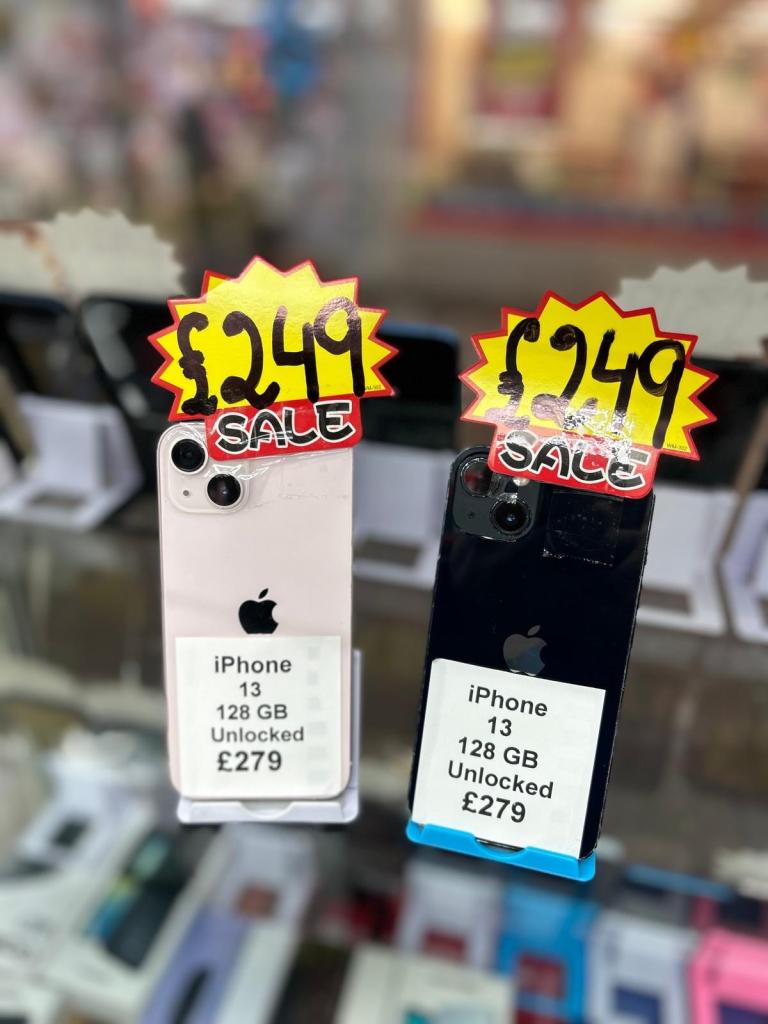 £249
SALE
iPhone
13
128 GB
Unlocked
£279
£249
SALE
iPhone
13
128 GB
Unlocked
£279